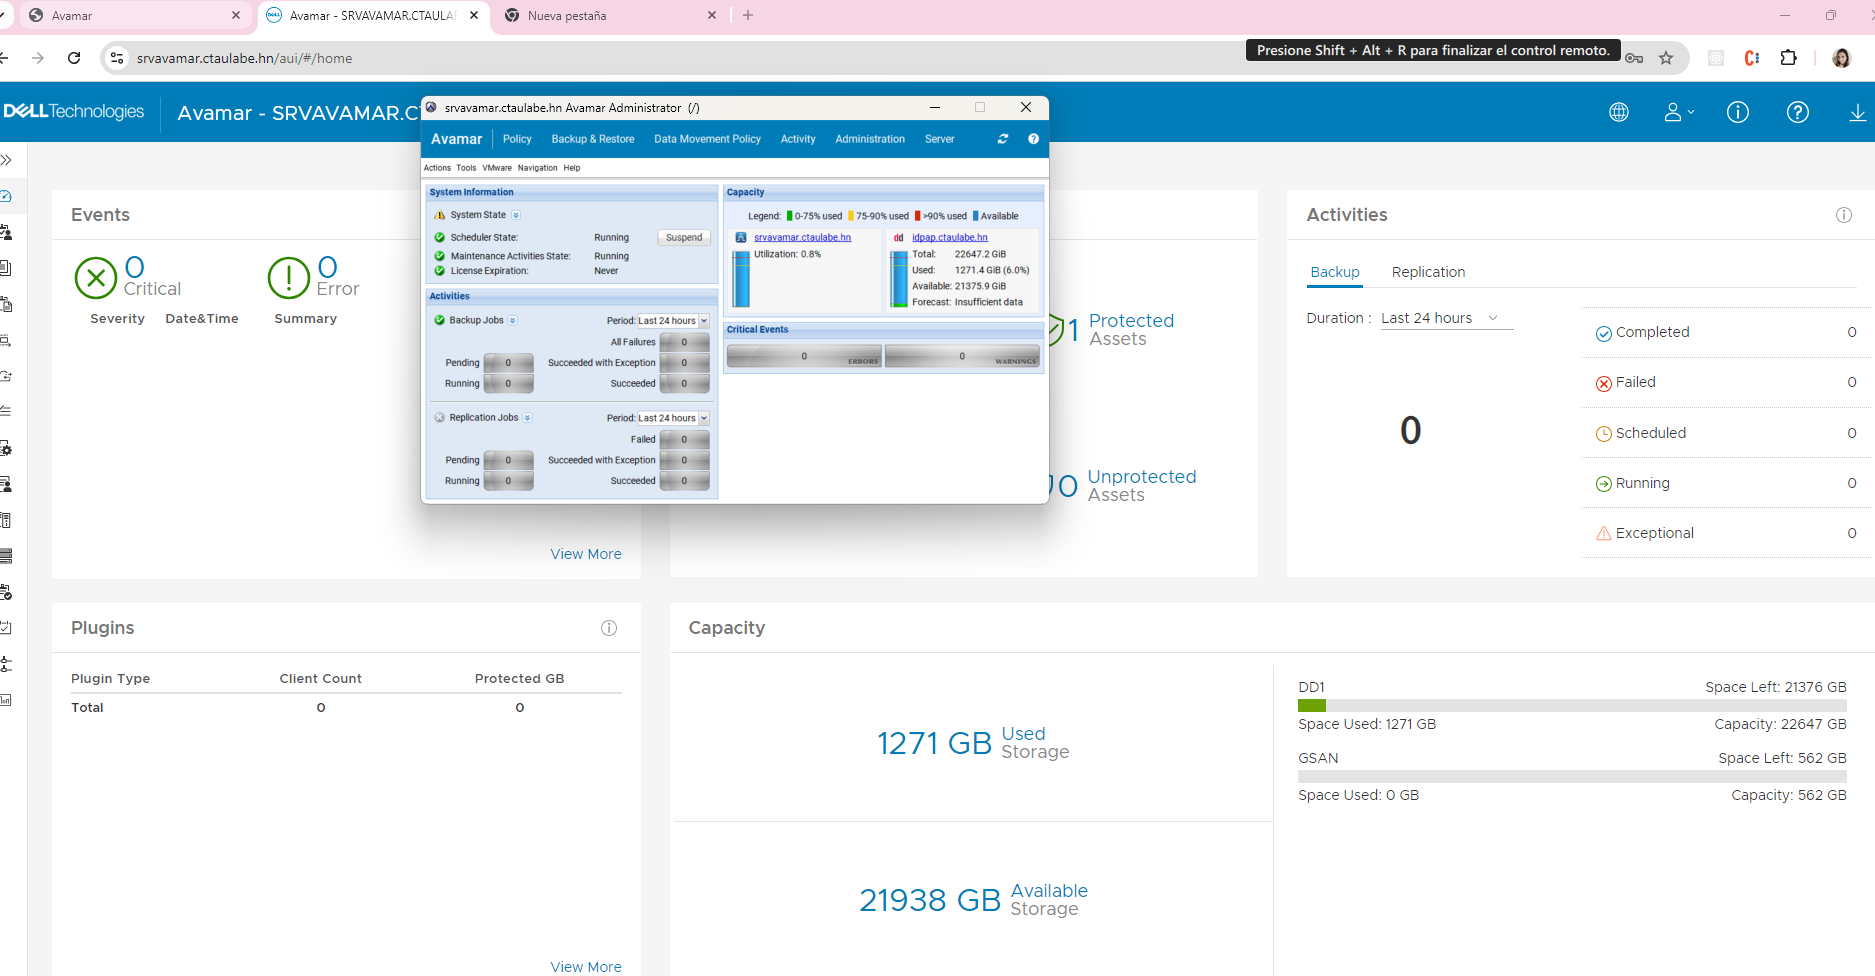 Avamar
Avamar - SRVAVAMAR.CTAULAB
Nueva pestaña
srvavamar.ctaulabe.hn/aui/#/home
Presione Shift + Alt + R para finalizar el control remoto.
DELLTechnologies
Avamar - SRVAVAMAR.CT
srvavamar.ctaulabe.hn Avamar Administrator (/)
Avamar Policy Backup & Restore Data Movement Policy Activity Administration Server
Actions Tools VMware Navigation Help
System Information
System State
Scheduler State: Running Suspend
Maintenance Activities State: Running
License Expiration: Never
Activities
Backup Jobs Period: Last 24 hours
All Failures 0
Pending 0 Succeeded with Exception 0
Running 0 Succeeded 0
Replication Jobs Period: Last 24 hours
Failed 0
Pending 0 Succeeded with Exception 0
Running 0 Succeeded 0
Capacity
Legend: 0-75% used 75-90% used >90% used Available
srvavamar.ctaulabe.hn
Utilization: 0.8%
dd idpap.ctaulabe.hn
Total: 22647.2 GiB
Used: 1271.4 GiB (6.0%)
Available: 21375.9 GiB
Forecast: Insufficient data
Critical Events
0 ERRORS 0 WARNINGS
Events
0 Critical
0 Error
Severity Date&Time Summary
View More
1 Protected Assets
0 Unprotected Assets
Activities
Backup Replication
Duration : Last 24 hours
0
Completed 0
Failed 0
Scheduled 0
Running 0
Exceptional 0
Plugins
Plugin Type Client Count Protected GB
Total 0 0
View More
Capacity
1271 GB Used Storage
21938 GB Available Storage
DD1 Space Left: 21376 GB
Space Used: 1271 GB Capacity: 22647 GB
GSAN Space Left: 562 GB
Space Used: 0 GB Capacity: 562 GB